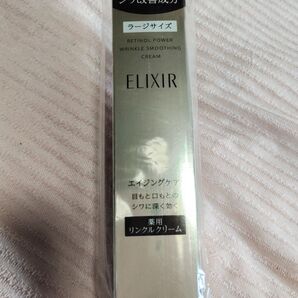 シワ改善成分
ラージサイズ
RETINOL POWER
WRINKLE SMOOTHING
CREAM
ELIXIR
エイジングケア
目もと口もとの
シワに深く効く
薬用
リンクルクリーム